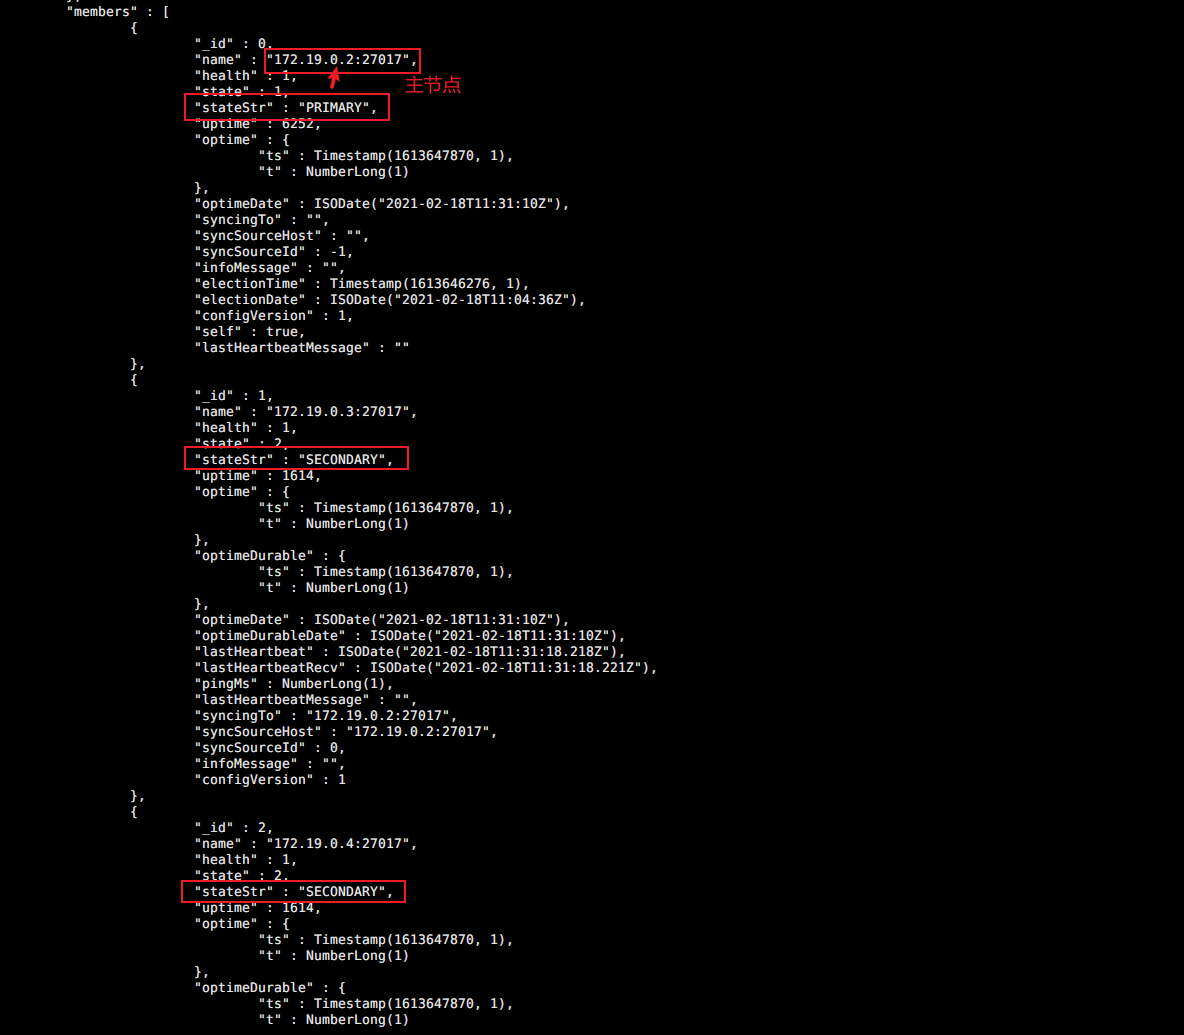 "members" : [
{
"_id" : 0,
"name" : "172.19.0.2:27017",
"health" : 1,
主节点
"state" : 1,
"stateStr" : "PRIMARY",
"uptime" : 6252,
"optime" : {
"ts" : Timestamp(1613647870, 1),
"t" : NumberLong(1)
},
"optimeDate" : ISODate("2021-02-18T11:31:10Z"),
"syncingTo" : "",
"syncSourceHost" : "",
"syncSourceId" : -1,
"infoMessage" : "",
"electionTime" : Timestamp(1613646276, 1),
"electionDate" : ISODate("2021-02-18T11:04:36Z"),
"configVersion" : 1,
"self" : true,
"lastHeartbeatMessage" : ""
},
{
"_id" : 1,
"name" : "172.19.0.3:27017",
"health" : 1,
"state" : 2,
"stateStr" : "SECONDARY",
"uptime" : 1614,
"optime" : {
"ts" : Timestamp(1613647870, 1),
"t" : NumberLong(1)
},
"optimeDurable" : {
"ts" : Timestamp(1613647870, 1),
"t" : NumberLong(1)
},
"optimeDate" : ISODate("2021-02-18T11:31:10Z"),
"optimeDurableDate" : ISODate("2021-02-18T11:31:10Z"),
"lastHeartbeat" : ISODate("2021-02-18T11:31:18.218Z"),
"lastHeartbeatRecv" : ISODate("2021-02-18T11:31:18.221Z"),
"pingMs" : NumberLong(1),
"lastHeartbeatMessage" : "",
"syncingTo" : "172.19.0.2:27017",
"syncSourceHost" : "172.19.0.2:27017",
"syncSourceId" : 0,
"infoMessage" : "",
"configVersion" : 1
},
{
"_id" : 2,
"name" : "172.19.0.4:27017",
"health" : 1,
"state" : 2,
"stateStr" : "SECONDARY",
"uptime" : 1614,
"optime" : {
"ts" : Timestamp(1613647870, 1),
"t" : NumberLong(1)
},
"optimeDurable" : {
"ts" : Timestamp(1613647870, 1),
"t" : NumberLong(1)